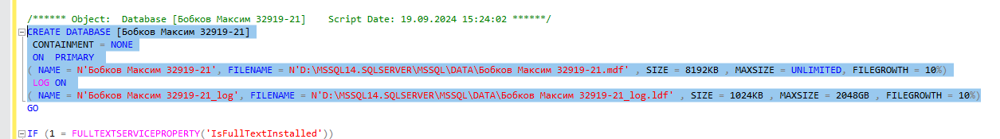 /****** Object:  Database [Бобков Максим 32919-21]    Script Date: 19.09.2024 15:24:02 ******/
CREATE DATABASE [Бобков Максим 32919-21]
 CONTAINMENT = NONE
 ON  PRIMARY
( NAME = N'Бобков Максим 32919-21', FILENAME = N'D:\MSSQL14.SQLSERVER\MSSQL\DATA\Бобков Максим 32919-21.mdf' , SIZE = 8192KB , MAXSIZE = UNLIMITED, FILEGROWTH = 10%)
 LOG ON
( NAME = N'Бобков Максим 32919-21_log', FILENAME = N'D:\MSSQL14.SQLSERVER\MSSQL\DATA\Бобков Максим 32919-21_log.ldf' , SIZE = 1024KB , MAXSIZE = 2048GB , FILEGROWTH = 10%)
GO
IF (1 = FULLTEXTSERVICEPROPERTY('IsFullTextInstalled'))